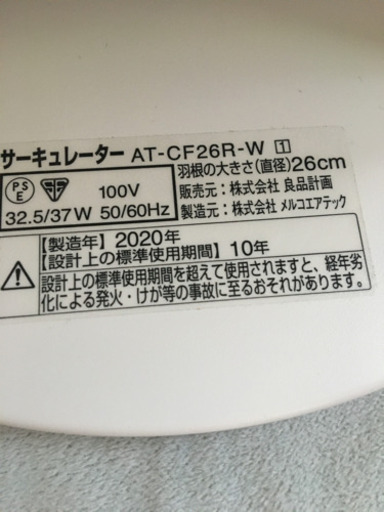 サーキュレーター AT-CF26R-W 1
羽根の大きさ(直径)26cm
PSE 100V
32.5/37W 50/60Hz
販売元：株式会社 良品計画
製造元：株式会社 メルコエアテック
【製造年】2020年
【設計上の標準使用期間】10年
設計上の標準使用期間を超えて使用されますと、経年劣
化による発火・けが等の事故に至るおそれがあります。